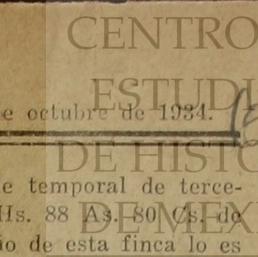 CENTRO
ESTUDI
e octubre de 1934.
DE HISTO
e temporal de terce-
Hs. 88 As. 80 Cs. de
DE MEX
ño de esta finca lo es